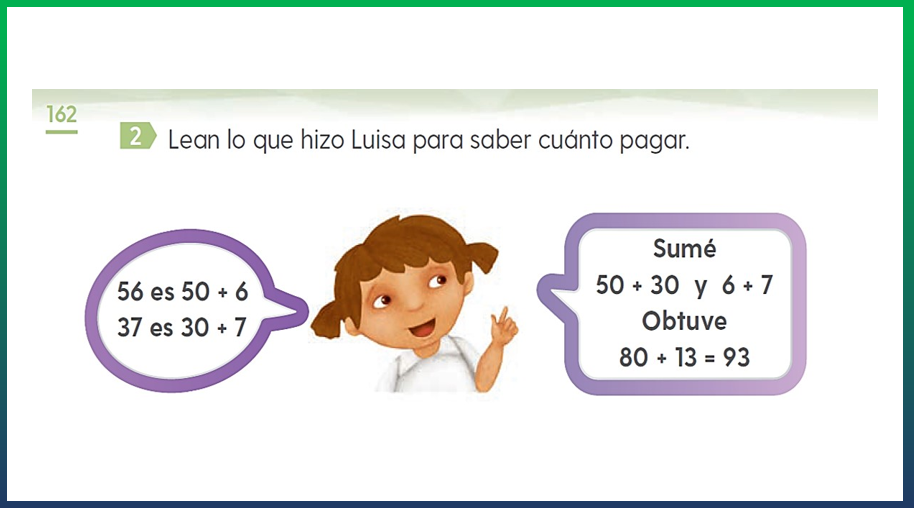 162
2 Lean lo que hizo Luisa para saber cuánto pagar.
56 es 50 + 6
37 es 30 + 7
Sumé
50 + 30 y 6 + 7
Obtuve
80 + 13 = 93